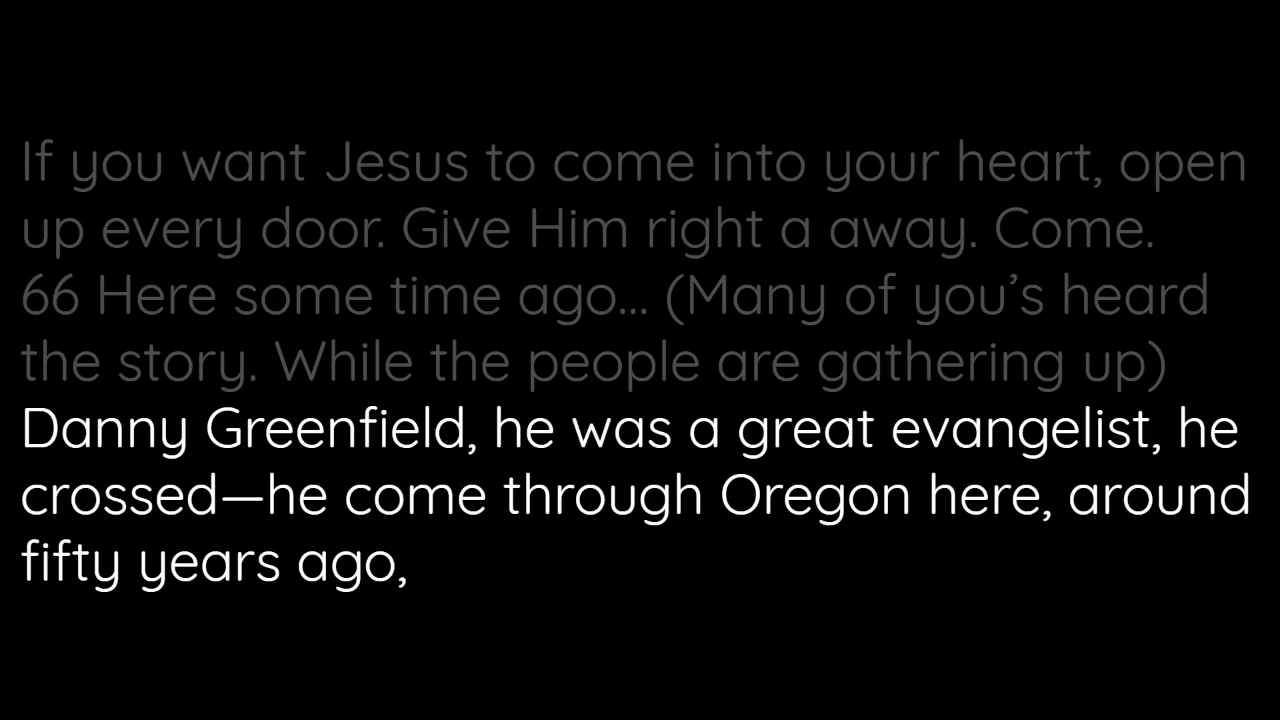 If you want Jesus to come into your heart, open
up every door. Give Him right a away. Come.
66 Here some time ago... (Many of you’s heard
the story. While the people are gathering up)
Danny Greenfield, he was a great evangelist, he
crossed—he come through Oregon here, around
fifty years ago,